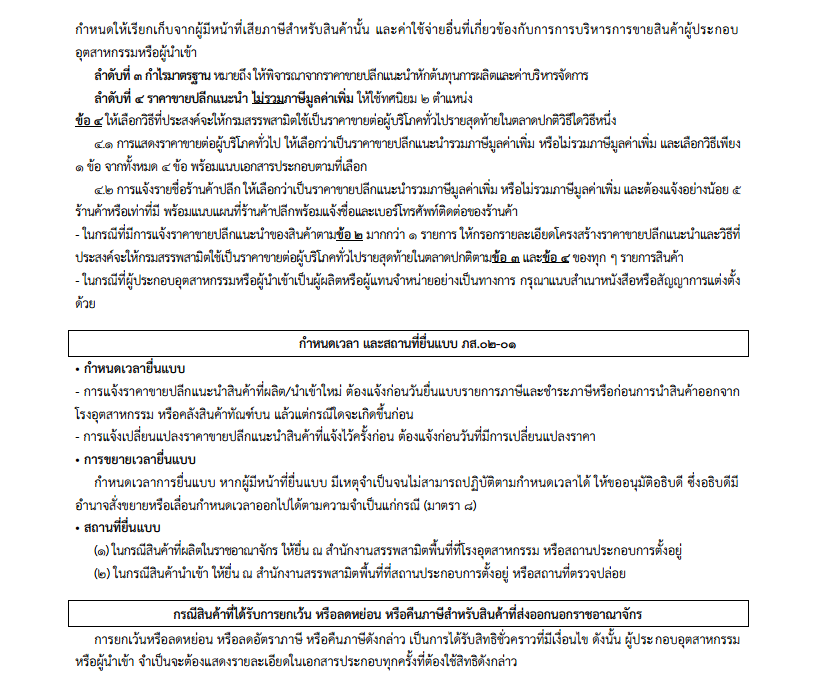 กำหนดให้เรียกเก็บจากผู้มีหน้าที่เสียภาษีสำหรับสินค้านั้น และค่าใช้จ่ายอื่นที่เกี่ยวข้องกับการการบริหารการขายสินค้าผู้ประกอบ
อุตสาหกรรมหรือผู้นำเข้า
ลำดับที่ ๓ กำไรมาตรฐาน หมายถึง ให้พิจารณาจากราคาขายปลีกแนะนำหักต้นทุนการผลิตและค่าบริหารจัดการ
ลำดับที่ ๔ ราคาขายปลีกแนะนำ ไม่รวมภาษีมูลค่าเพิ่ม ให้ใช้ทศนิยม ๒ ตำแหน่ง
ข้อ ๔ ให้เลือกวิธีที่ประสงค์จะให้กรมสรรพสามิตใช้เป็นราคาขายต่อผู้บริโภคทั่วไปรายสุดท้ายในตลาดปกติวิธีใดวิธีหนึ่ง
๔.๑ การแสดงราคาขายต่อผู้บริโภคทั่วไป ให้เลือกว่าเป็นราคาขายปลีกแนะนำรวมภาษีมูลค่าเพิ่ม หรือไม่รวมภาษีมูลค่าเพิ่ม และเลือกวิธีเพียง
๑ ข้อ จากทั้งหมด ๔ ข้อ พร้อมแนบเอกสารประกอบตามที่เลือก
๔.๒ การแจ้งรายชื่อร้านค้าปลีก ให้เลือกว่าเป็นราคาขายปลีกแนะนำรวมภาษีมูลค่าเพิ่ม หรือไม่รวมภาษีมูลค่าเพิ่ม และต้องแจ้งอย่างน้อย ๕
ร้านค้าหรือเท่าที่มี พร้อมแนบแผนที่ร้านค้าปลีกพร้อมแจ้งชื่อและเบอร์โทรศัพท์ติดต่อของร้านค้า
- ในกรณีที่มีการแจ้งราคาขายปลีกแนะนำของสินค้าตามข้อ ๒ มากกว่า ๑ รายการ ให้กรอกรายละเอียดโครงสร้างราคาขายปลีกแนะนำและวิธีที่
ประสงค์จะให้กรมสรรพสามิตใช้เป็นราคาขายต่อผู้บริโภคทั่วไปรายสุดท้ายในตลาดปกติตามข้อ ๓ และข้อ ๔ ของทุก ๆ รายการสินค้า
- ในกรณีที่ผู้ประกอบอุตสาหกรรมหรือผู้นำเข้าเป็นผู้ผลิตหรือผู้แทนจำหน่ายอย่างเป็นทางการ กรุณาแนบสำเนาหนังสือหรือสัญญาการแต่งตั้ง
ด้วย
กำหนดเวลา และสถานที่ยื่นแบบ ภส.๐๒-๐๑
• กำหนดเวลายื่นแบบ
- การแจ้งราคาขายปลีกแนะนำสินค้าที่ผลิต/นำเข้าใหม่ ต้องแจ้งก่อนวันยื่นแบบรายการภาษีและชำระภาษีหรือก่อนการนำสินค้าออกจาก
โรงอุตสาหกรรม หรือคลังสินค้าทัณฑ์บน แล้วแต่กรณีใดจะเกิดขึ้นก่อน
- การแจ้งเปลี่ยนแปลงราคาขายปลีกแนะนำสินค้าที่แจ้งไว้ครั้งก่อน ต้องแจ้งก่อนวันที่มีการเปลี่ยนแปลงราคา
• การขยายเวลายื่นแบบ
กำหนดเวลาการยื่นแบบ หากผู้มีหน้าที่ยื่นแบบ มีเหตุจำเป็นจนไม่สามารถปฏิบัติตามกำหนดเวลาได้ ให้ขออนุมัติอธิบดี ซึ่งอธิบดีมี
อำนาจสั่งขยายหรือเลื่อนกำหนดเวลาออกไปได้ตามความจำเป็นแก่กรณี (มาตรา ๘)
• สถานที่ยื่นแบบ
(๑) ในกรณีสินค้าที่ผลิตในราชอาณาจักร ให้ยื่น ณ สำนักงานสรรพสามิตพื้นที่ที่โรงอุตสาหกรรม หรือสถานประกอบการตั้งอยู่
(๒) ในกรณีสินค้านำเข้า ให้ยื่น ณ สำนักงานสรรพสามิตพื้นที่ที่สถานประกอบการตั้งอยู่ หรือสถานที่ตรวจปล่อย
กรณีสินค้าที่ได้รับการยกเว้น หรือลดหย่อน หรือคืนภาษีสำหรับสินค้าที่ส่งออกนอกราชอาณาจักร
การยกเว้นหรือลดหย่อน หรือลดอัตราภาษี หรือคืนภาษีดังกล่าว เป็นการได้รับสิทธิชั่วคราวที่มีเงื่อนไข ดังนั้น ผู้ประกอบอุตสาหกรรม
หรือผู้นำเข้า จำเป็นจะต้องแสดงรายละเอียดในเอกสารประกอบทุกครั้งที่ต้องใช้สิทธิดังกล่าว